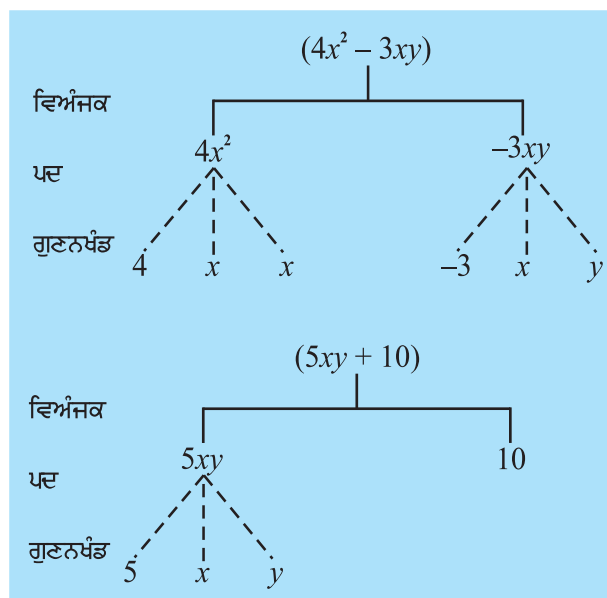 (4x² – 3xy)
ਵਿਅੰਜਕ
4x² –3xy
ਪਦ
ਗੁਣਨਖੰਡ
4 x x –3 x y
(5xy + 10)
ਵਿਅੰਜਕ
5xy 10
ਪਦ
ਗੁਣਨਖੰਡ
5 x y